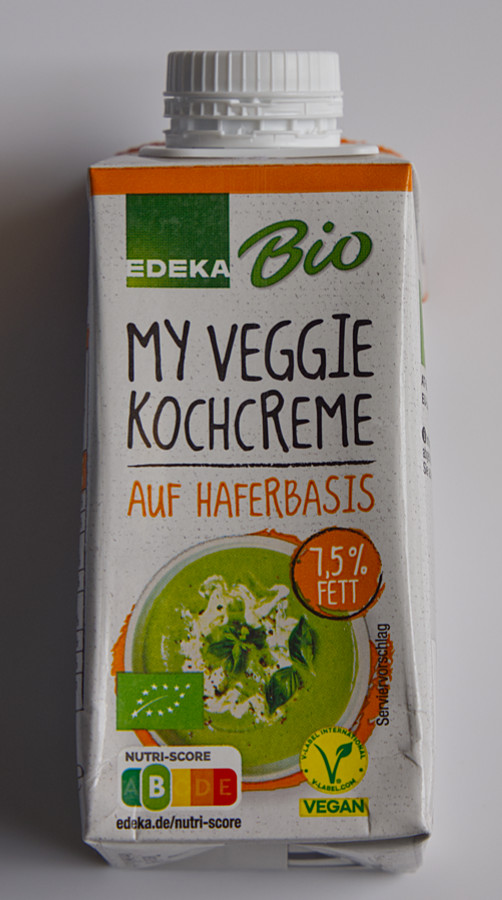 EDEKA Bio
MY VEGGIE
KOCHCREME
AUF HAFERBASIS
7,5%
FETT
Serviervorschlag
NUTRI-SCORE
A B C D E
edeka.de/nutri-score
V-LABEL INTERNATIONAL
V-LABEL.COM
VEGAN